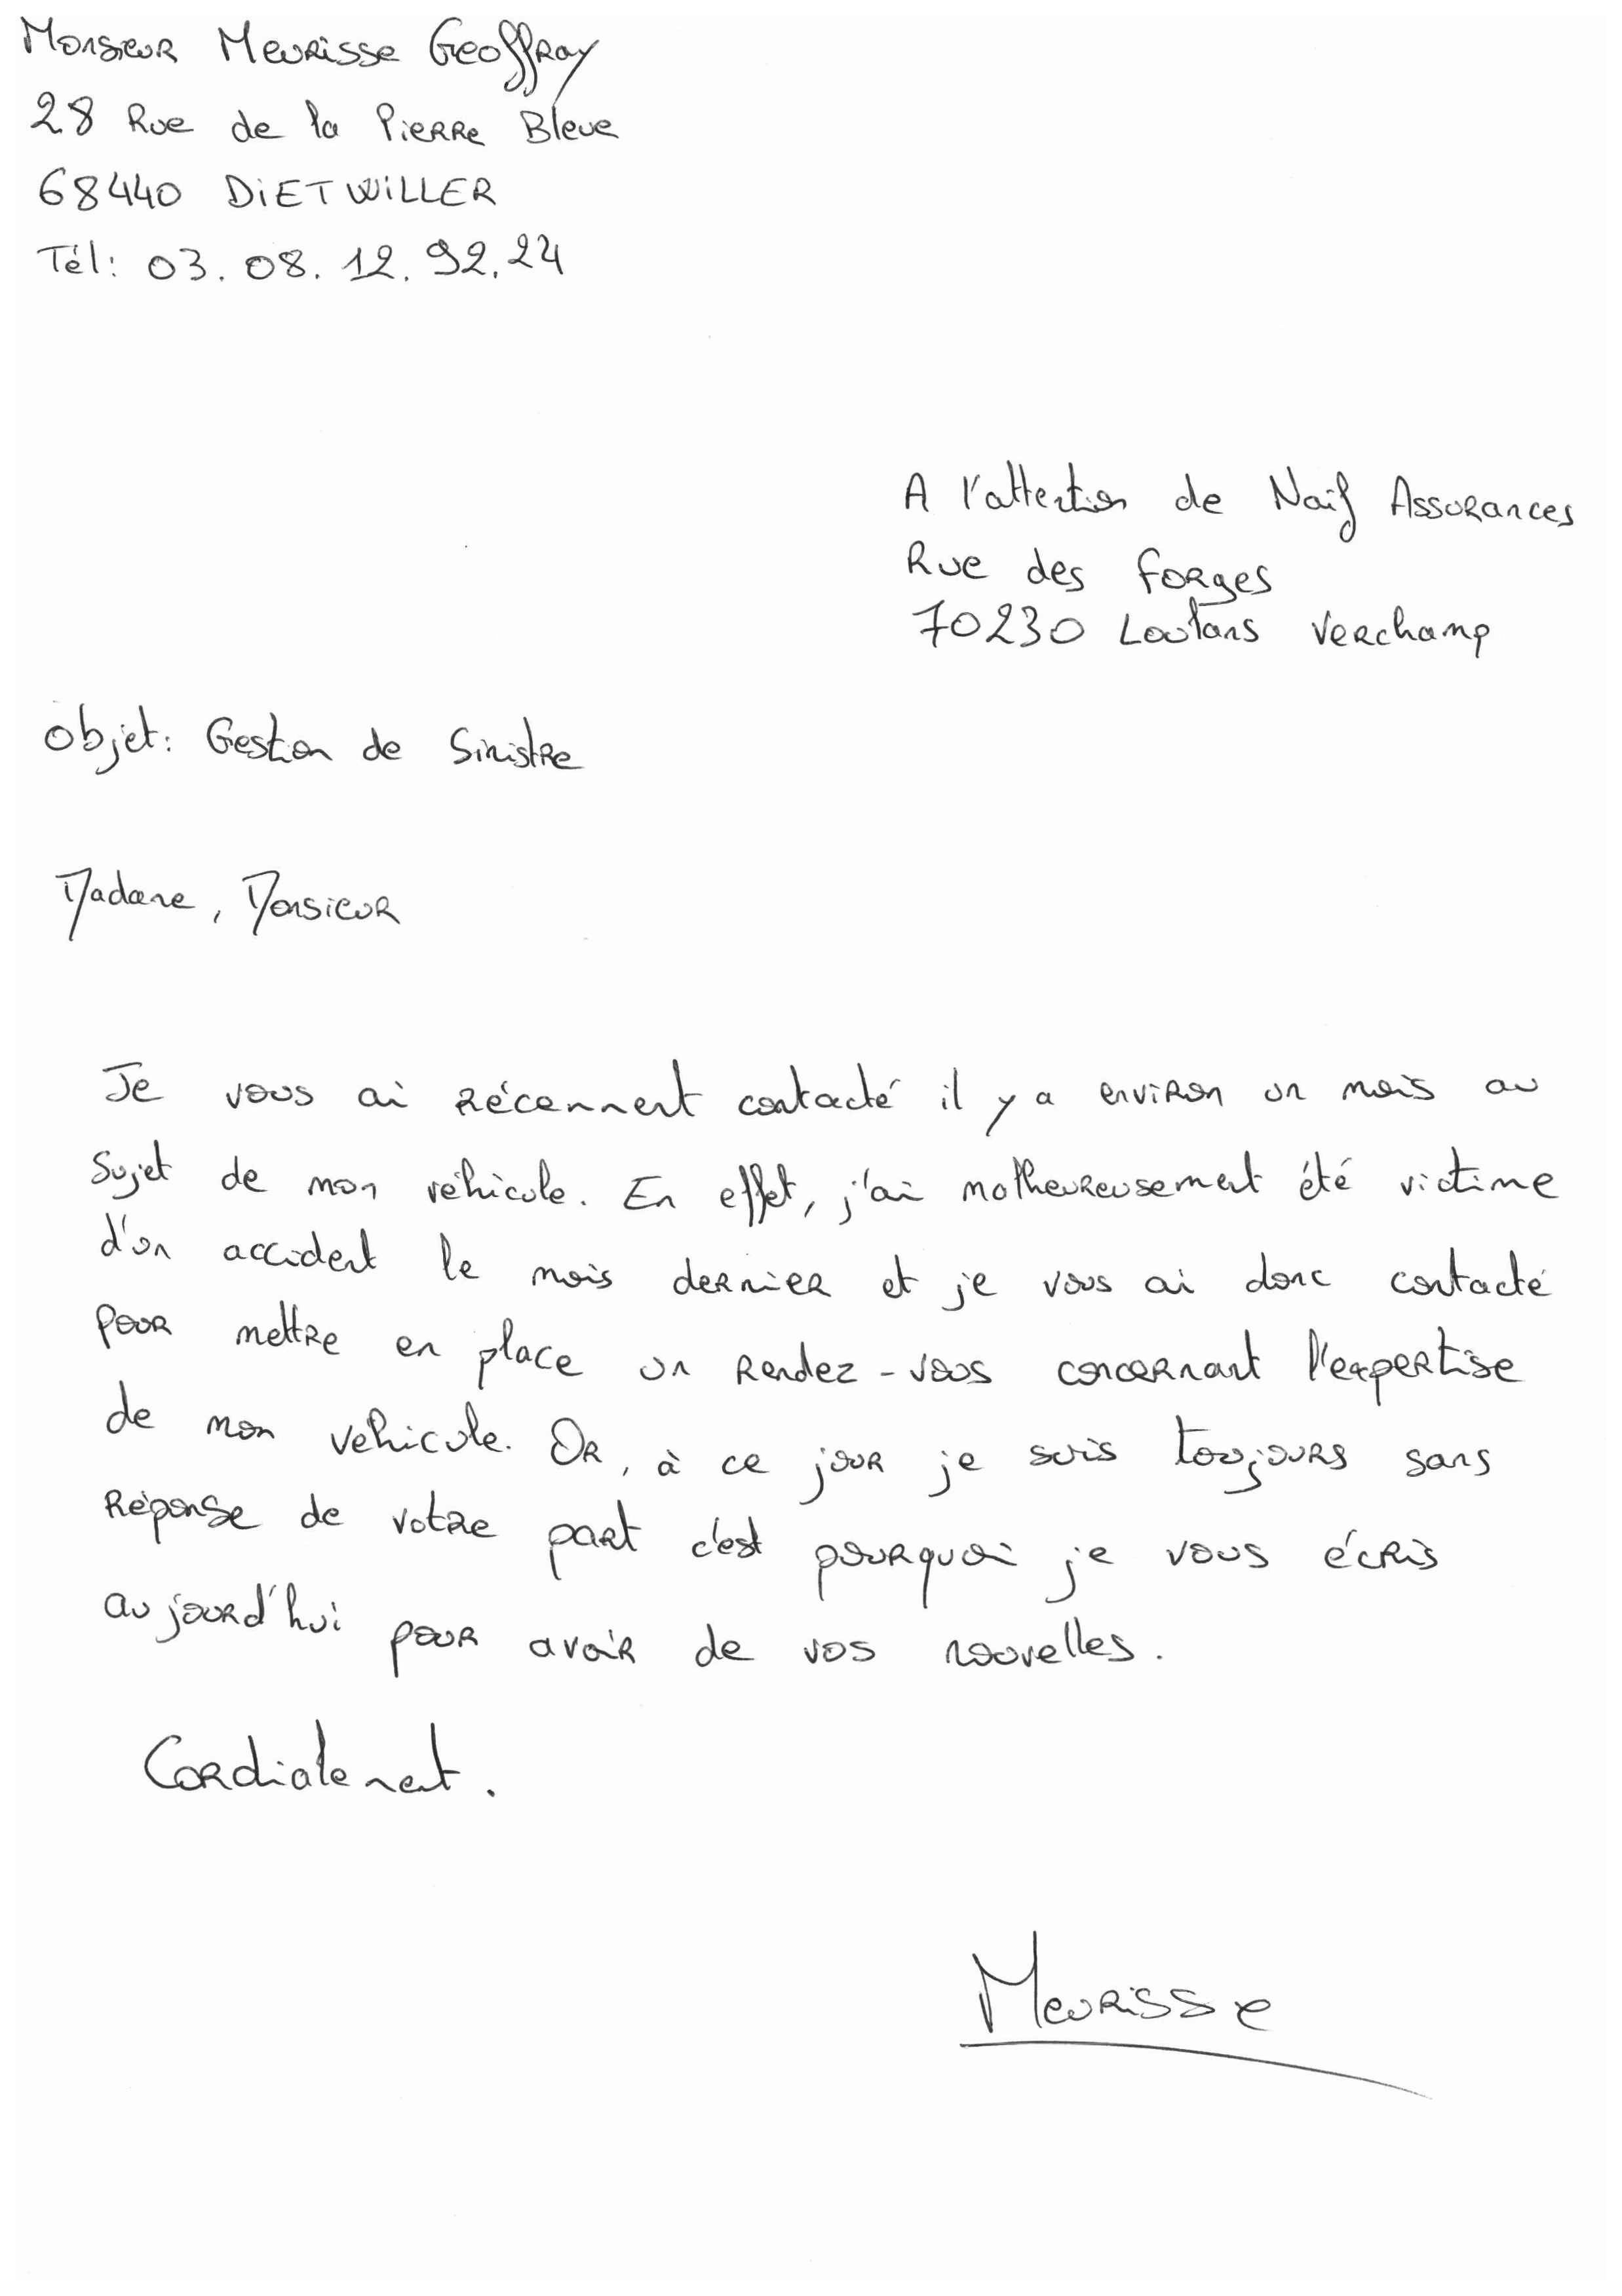 Monsieur Meurisse Geoffray
28 Rue de la Pierre Bleue
68440 DIETWILLER
Tél: 03.08.12.92.24
A l'attention de Naif Assurances
Rue des forges
70230 Loulans Verchamp
Objet: Gestion de Sinistre
Madame, Monsieur
Je vous ai récemment contacté il y a environ un mois au
Sujet de mon véhicule. En effet, j'ai malheureusement été victime
d'un accident le mois dernier et je vous ai donc contacté
pour mettre en place un rendez-vous concernant l'expertise
de mon vehicule. Or, à ce jour je suis toujours sans
Réponse de votre part c'est pourquoi je vous écris
aujourd'hui pour avoir de vos nouvelles.
Cordialement.
Meurisse